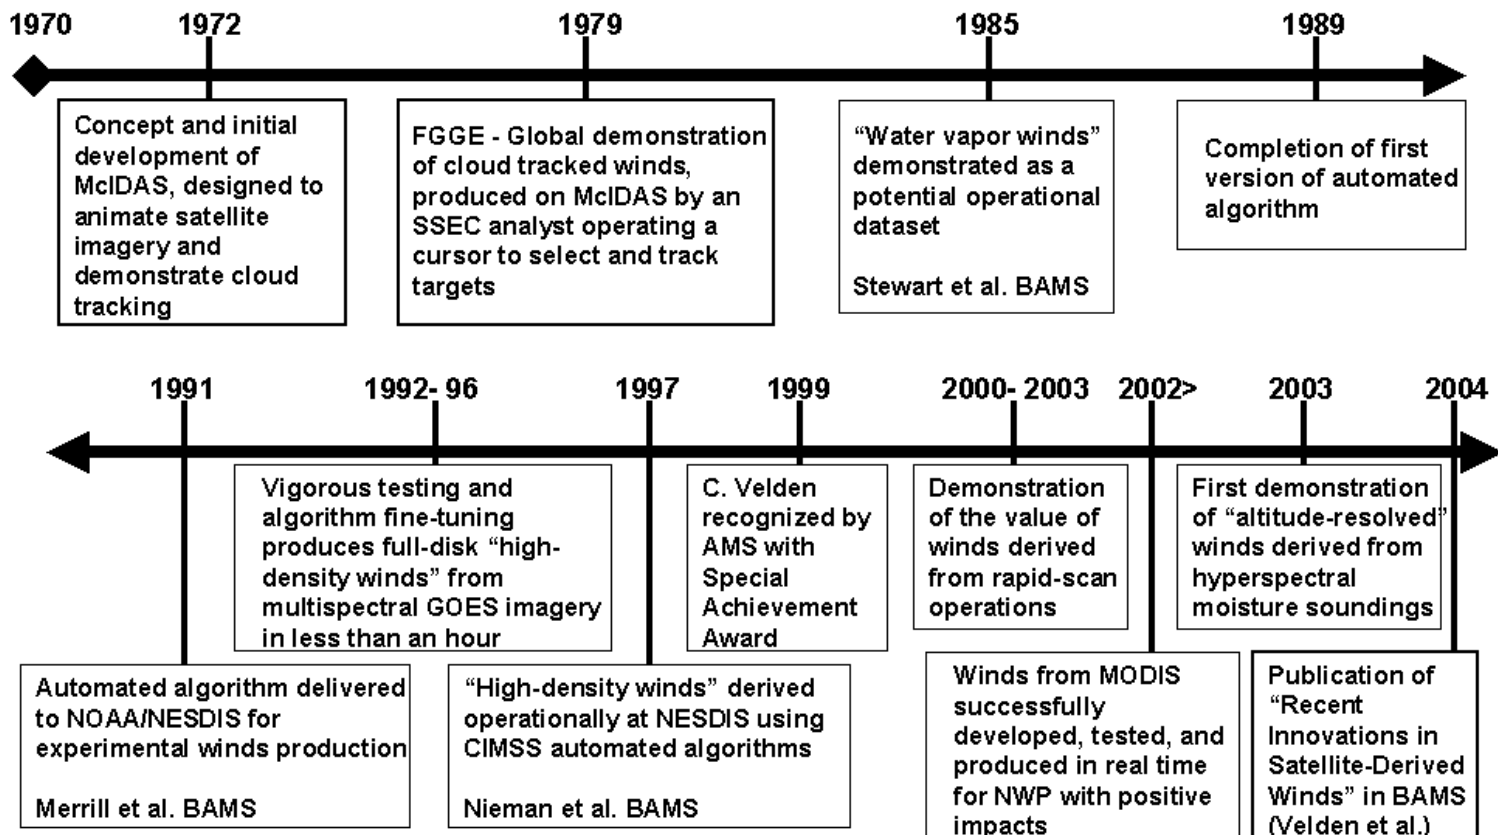 1970
1972
1979
1985
1989
Concept and initial
development of
McIDAS, designed to
animate satellite
imagery and
demonstrate cloud
tracking
FGGE - Global demonstration
of cloud tracked winds,
produced on McIDAS by an
SSEC analyst operating a
cursor to select and track
targets
“Water vapor winds”
demonstrated as a
potential operational
dataset
Stewart et al. BAMS
Completion of first
version of automated
algorithm
1991
1992- 96
1997
1999
2000- 2003
2002>
2003
2004
Vigorous testing and
algorithm fine-tuning
produces full-disk “high-
density winds” from
multispectral GOES imagery
in less than an hour
C. Velden
recognized by
AMS with
Special
Achievement
Award
Demonstration
of the value of
winds derived
from rapid-scan
operations
First demonstration
of “altitude-resolved”
winds derived from
hyperspectral
moisture soundings
Automated algorithm delivered
to NOAA/NESDIS for
experimental winds production
Merrill et al. BAMS
“High-density winds” derived
operationally at NESDIS using
CIMSS automated algorithms
Nieman et al. BAMS
Winds from MODIS
successfully
developed, tested, and
produced in real time
for NWP with positive
impacts
Publication of
“Recent
Innovations in
Satellite-Derived
Winds” in BAMS
(Velden et al.)